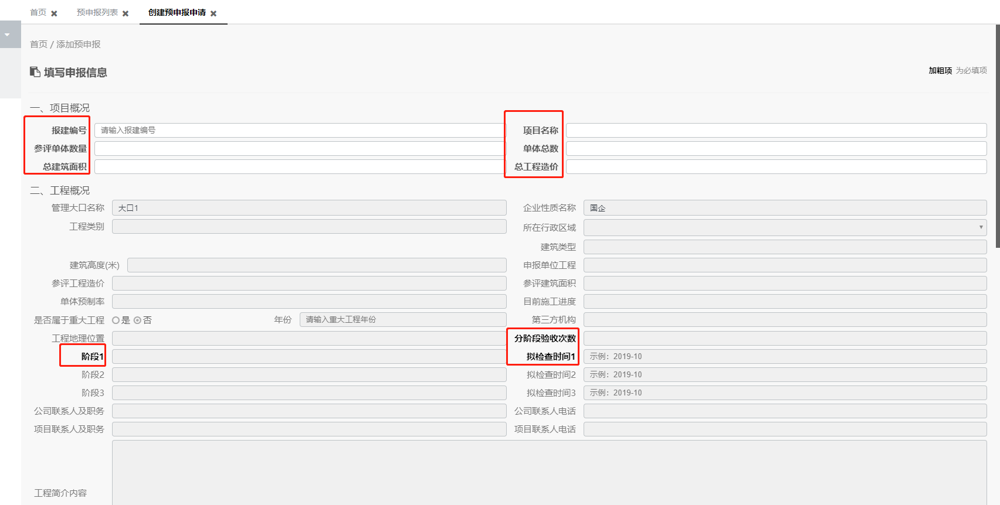 首页 预申报列表 创建预申报申请
首页 / 添加预申报
填写申报信息
加粗项 为必填项
一、项目概况
报建编号 请输入报建编号 项目名称
参评单体数量 单体总数
总建筑面积 总工程造价
二、工程概况
管理大口名称 大口1 企业性质名称 国企
工程类别 所在行政区域
建筑类型
建筑高度(米) 申报单位工程
参评工程造价 参评建筑面积
单体预制率 目前施工进度
是否属于重大工程 是 否 年份 请输入重大工程年份 第三方机构
工程地理位置 分阶段验收次数
阶段1 拟检查时间1 示例：2019-10
阶段2 拟检查时间2 示例：2019-10
阶段3 拟检查时间3 示例：2019-10
公司联系人及职务 公司联系人电话
项目联系人及职务 项目联系人电话
工程简介内容